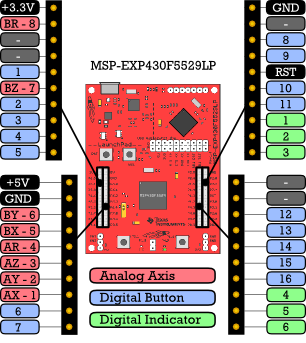 +3.3V
BR - 8
-
-
1
BZ - 7
2
3
4
5
GND
-
8
9
RST
10
11
1
2
3
MSP-EXP430F5529LP
+5V
GND
BY - 6
BX - 5
AR - 4
AZ - 3
AY - 2
AX - 1
6
7
-
-
12
13
14
15
16
4
5
6
Analog Axis
Digital Button
Digital Indicator